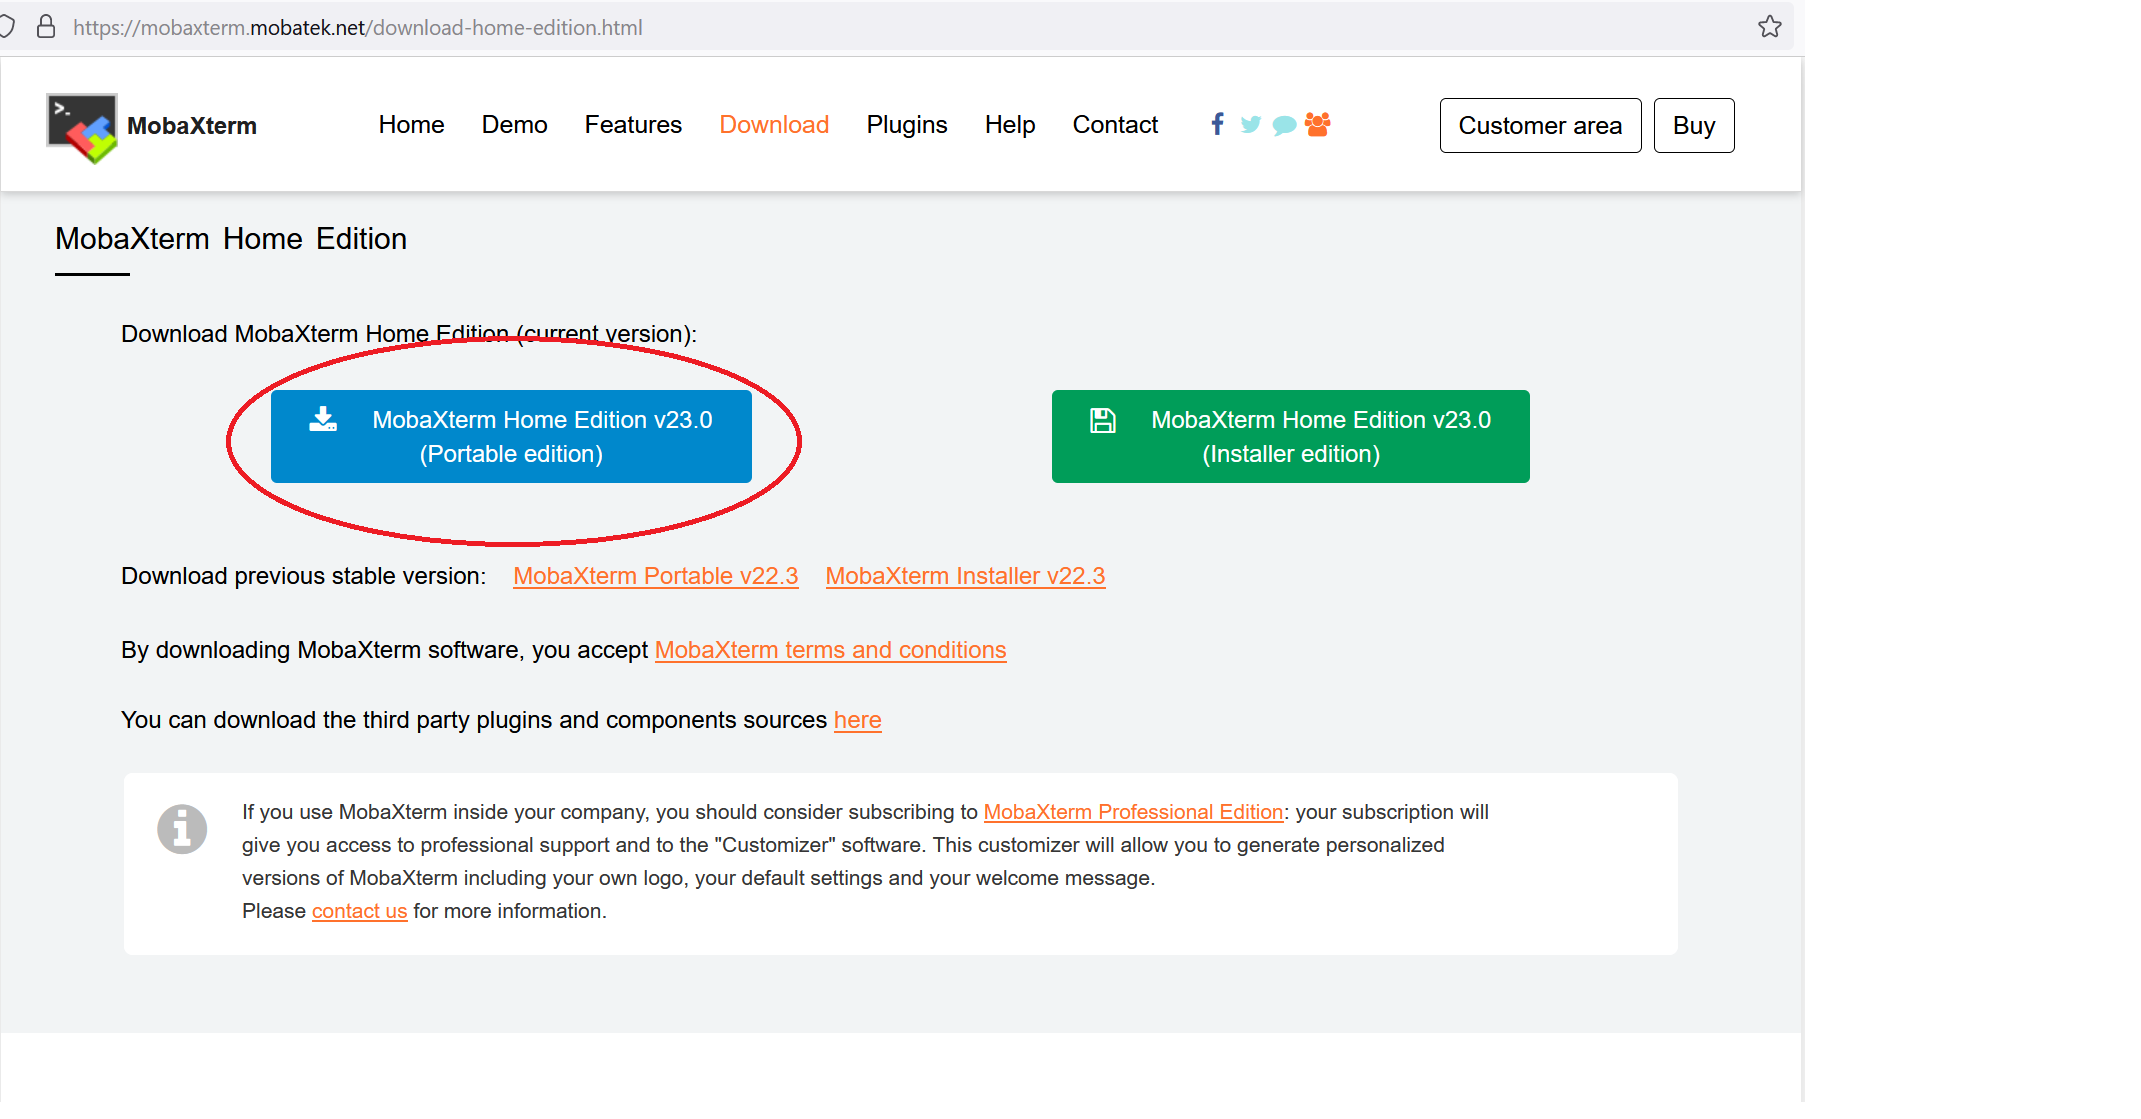 https://mobaxterm.mobatek.net/download-home-edition.html
>_
MobaXterm Home Demo Features Download Plugins Help Contact Customer area Buy
MobaXterm Home Edition
Download MobaXterm Home Edition (current version):
MobaXterm Home Edition v23.0
(Portable edition)
MobaXterm Home Edition v23.0
(Installer edition)
Download previous stable version: MobaXterm Portable v22.3 MobaXterm Installer v22.3
By downloading MobaXterm software, you accept MobaXterm terms and conditions
You can download the third party plugins and components sources here
If you use MobaXterm inside your company, you should consider subscribing to MobaXterm Professional Edition: your subscription will
give you access to professional support and to the "Customizer" software. This customizer will allow you to generate personalized
versions of MobaXterm including your own logo, your default settings and your welcome message.
Please contact us for more information.